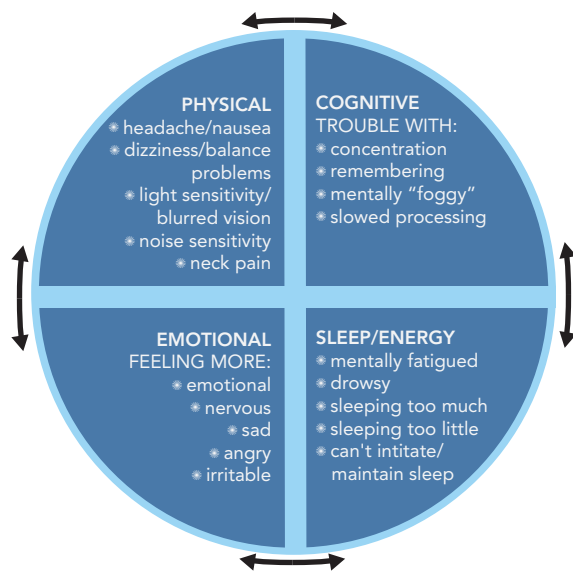 PHYSICAL
headache/nausea
dizziness/balance
problems
light sensitivity/
blurred vision
noise sensitivity
neck pain
COGNITIVE
TROUBLE WITH:
concentration
remembering
mentally “foggy”
slowed processing
EMOTIONAL
FEELING MORE:
emotional
nervous
sad
angry
irritable
SLEEP/ENERGY
mentally fatigued
drowsy
sleeping too much
sleeping too little
can't intitate/
maintain sleep